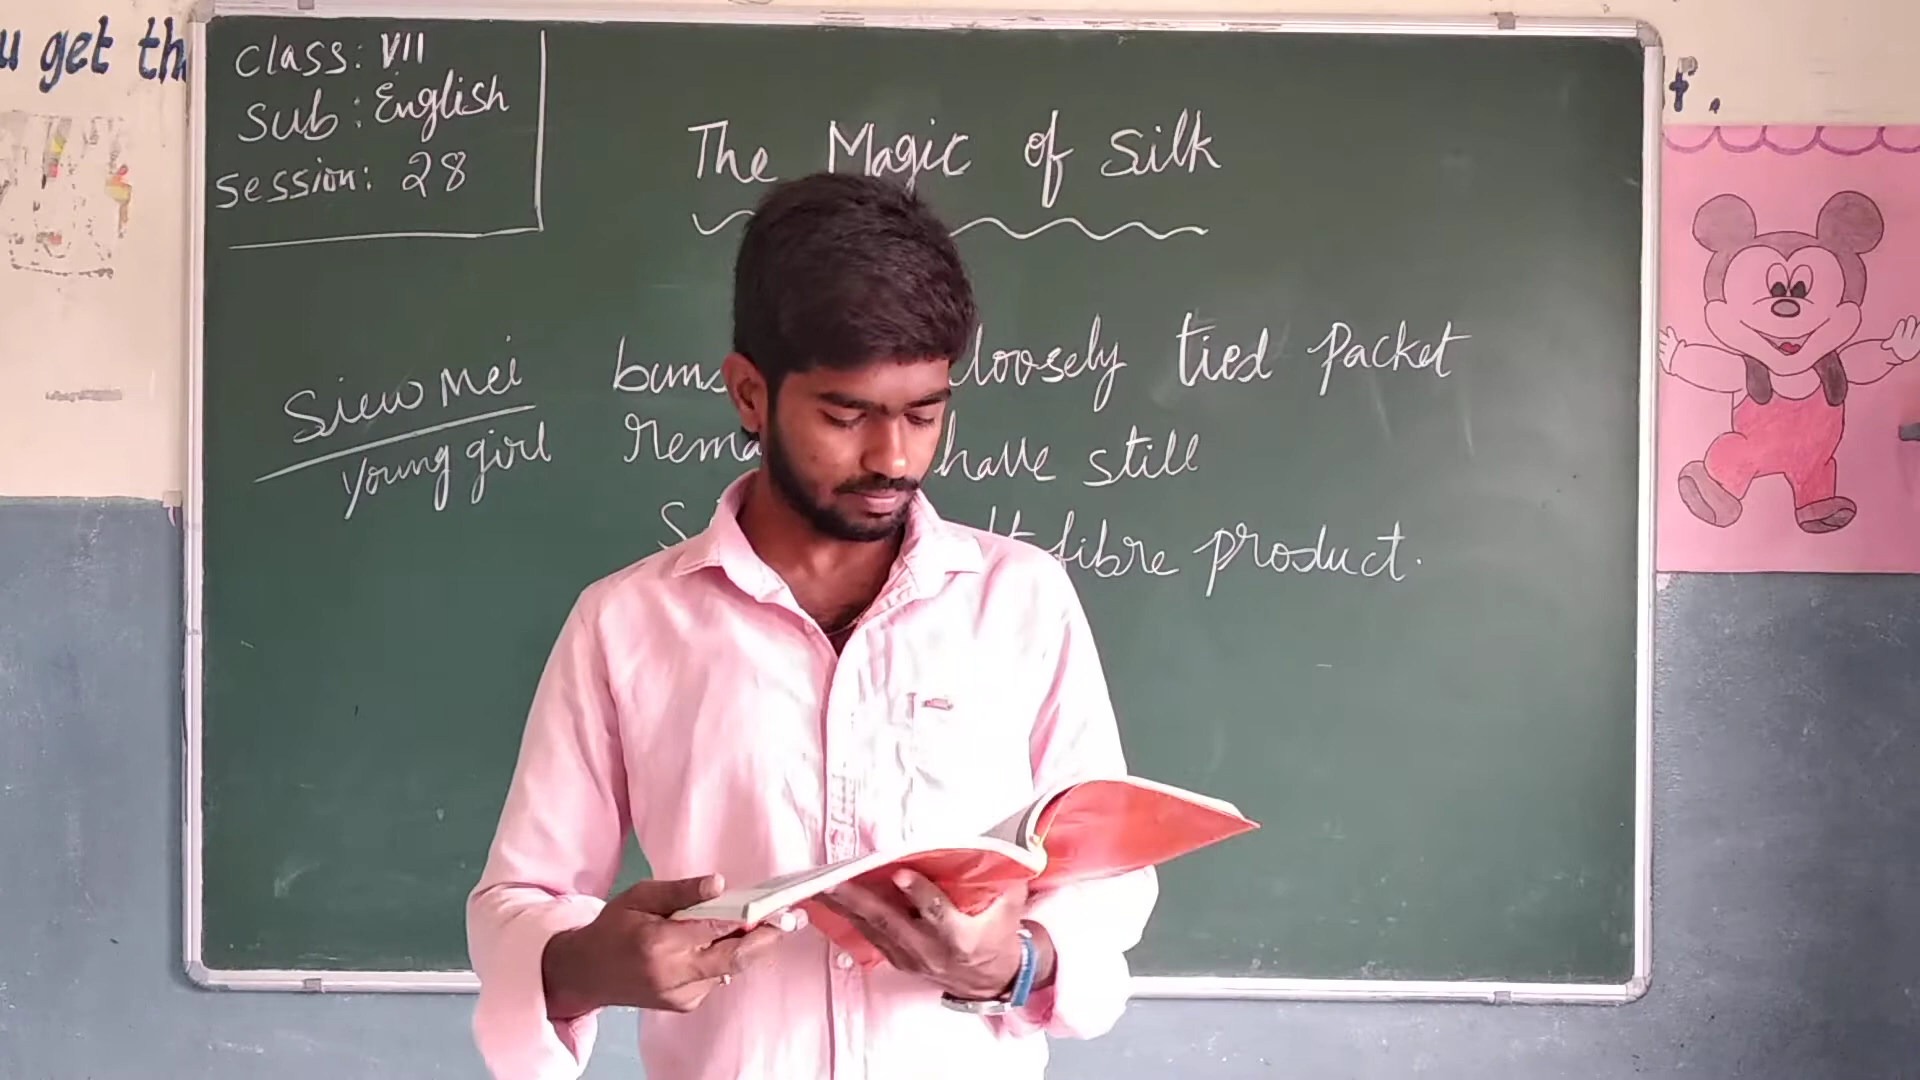 u get th
t.
Class: VII
Sub: English
Session: 28
The Magic of Silk
Siew Mei
young girl
loosely tied packet
have still
fibre product.